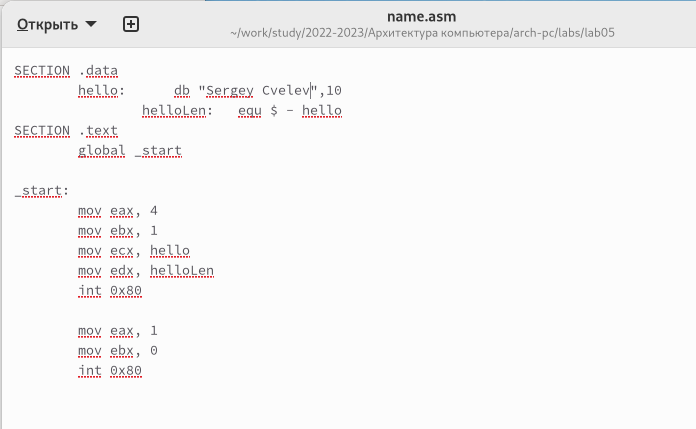 Открыть
name.asm
~/work/study/2022-2023/Архитектура компьютера/arch-pc/labs/lab05
SECTION .data
hello: db "Sergey Cvelev",10
helloLen: equ $ - hello
SECTION .text
global _start
_start:
mov eax, 4
mov ebx, 1
mov ecx, hello
mov edx, helloLen
int 0x80
mov eax, 1
mov ebx, 0
int 0x80